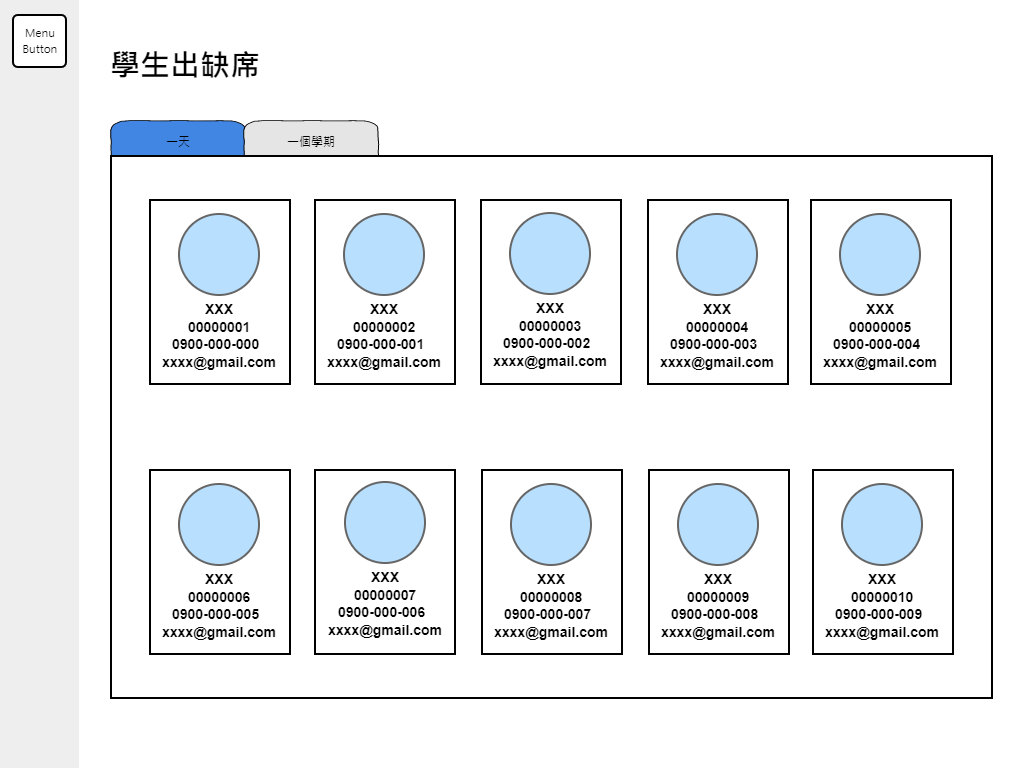 Menu
Button
學生出缺席
一天
一個學期
XXX
00000001
0900-000-000
xxxx@gmail.com
XXX
00000002
0900-000-001
xxxx@gmail.com
XXX
00000003
0900-000-002
xxxx@gmail.com
XXX
00000004
0900-000-003
xxxx@gmail.com
XXX
00000005
0900-000-004
xxxx@gmail.com
XXX
00000006
0900-000-005
xxxx@gmail.com
XXX
00000007
0900-000-006
xxxx@gmail.com
XXX
00000008
0900-000-007
xxxx@gmail.com
XXX
00000009
0900-000-008
xxxx@gmail.com
XXX
00000010
0900-000-009
xxxx@gmail.com